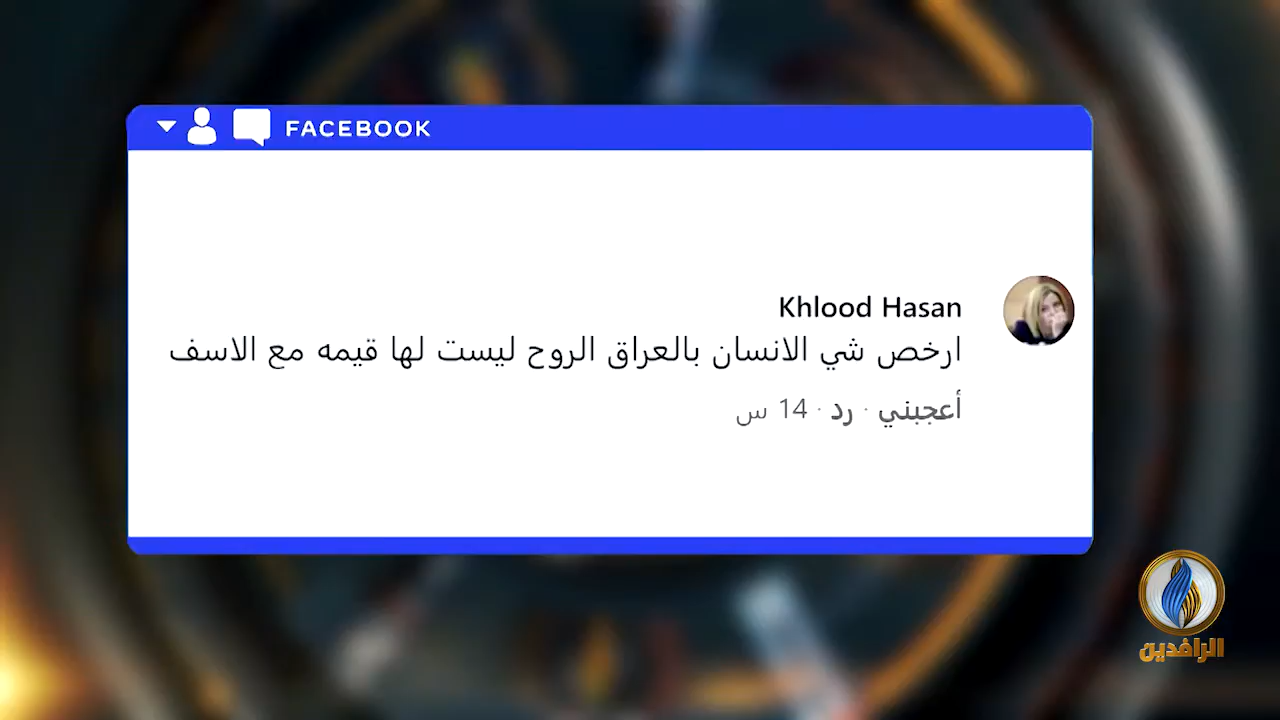 FACEBOOK
Khlood Hasan
ارخص شي الانسان بالعراق الروح ليست لها قيمه مع الاسف
أعجبني · رد · 14 س
الرافدين